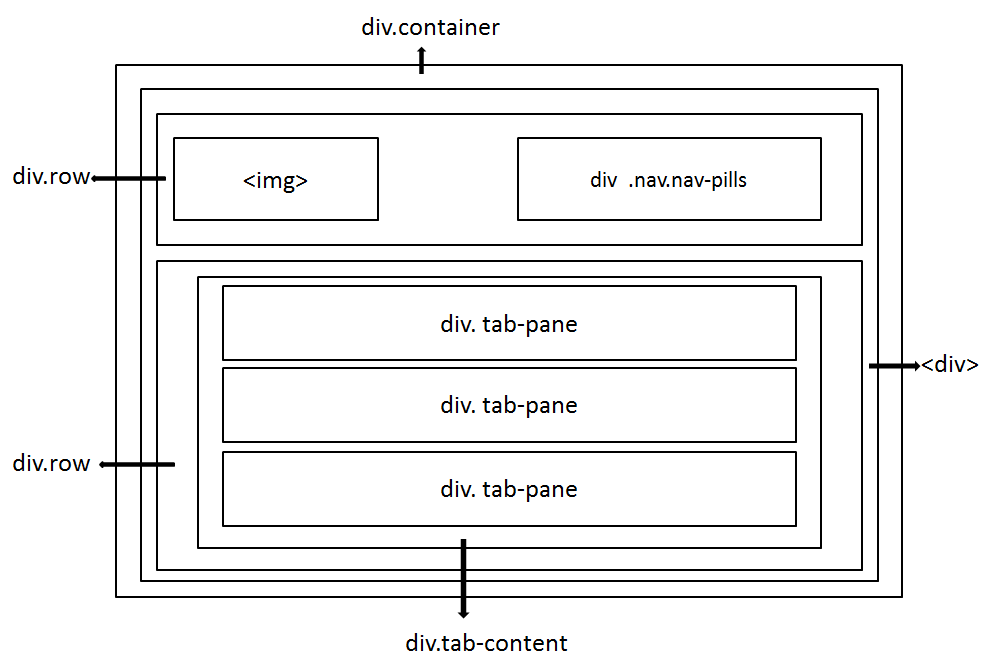 div.container
div.row
<img>
div .nav.nav-pills
div. tab-pane
<div>
div. tab-pane
div.row
div. tab-pane
div.tab-content